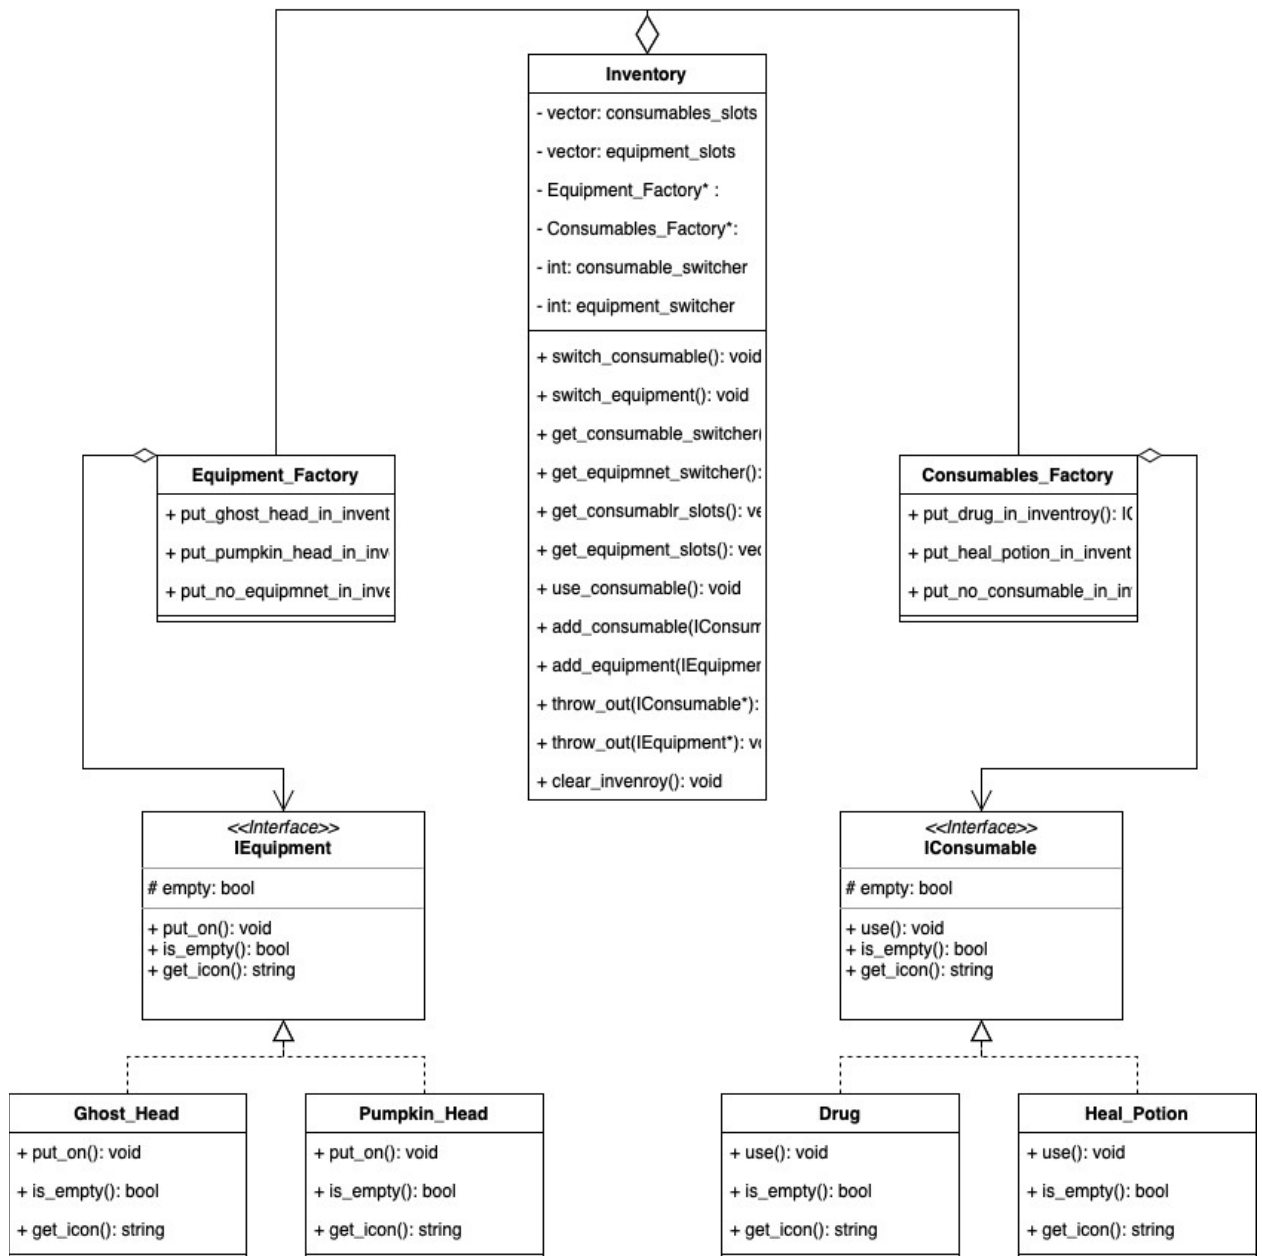 Inventory
- vector: consumables_slots
- vector: equipment_slots
- Equipment_Factory* :
- Consumables_Factory*:
- int: consumable_switcher
- int: equipment_switcher
+ switch_consumable(): void
+ switch_equipment(): void
+ get_consumable_switcher(
+ get_equipmnet_switcher():
+ get_consumablr_slots(): ve
+ get_equipment_slots(): vec
+ use_consumable(): void
+ add_consumable(IConsum
+ add_equipment(IEquipmer
+ throw_out(IConsumable*):
+ throw_out(IEquipment*): v
+ clear_invenroy(): void
Equipment_Factory
+ put_ghost_head_in_invent
+ put_pumpkin_head_in_inv
+ put_no_equipmnet_in_inve
Consumables_Factory
+ put_drug_in_inventroy(): I
+ put_heal_potion_in_invent
+ put_no_consumable_in_in
<<Interface>>
IEquipment
# empty: bool
+ put_on(): void
+ is_empty(): bool
+ get_icon(): string
<<Interface>>
IConsumable
# empty: bool
+ use(): void
+ is_empty(): bool
+ get_icon(): string
Ghost_Head
+ put_on(): void
+ is_empty(): bool
+ get_icon(): string
Pumpkin_Head
+ put_on(): void
+ is_empty(): bool
+ get_icon(): string
Drug
+ use(): void
+ is_empty(): bool
+ get_icon(): string
Heal_Potion
+ use(): void
+ is_empty(): bool
+ get_icon(): string